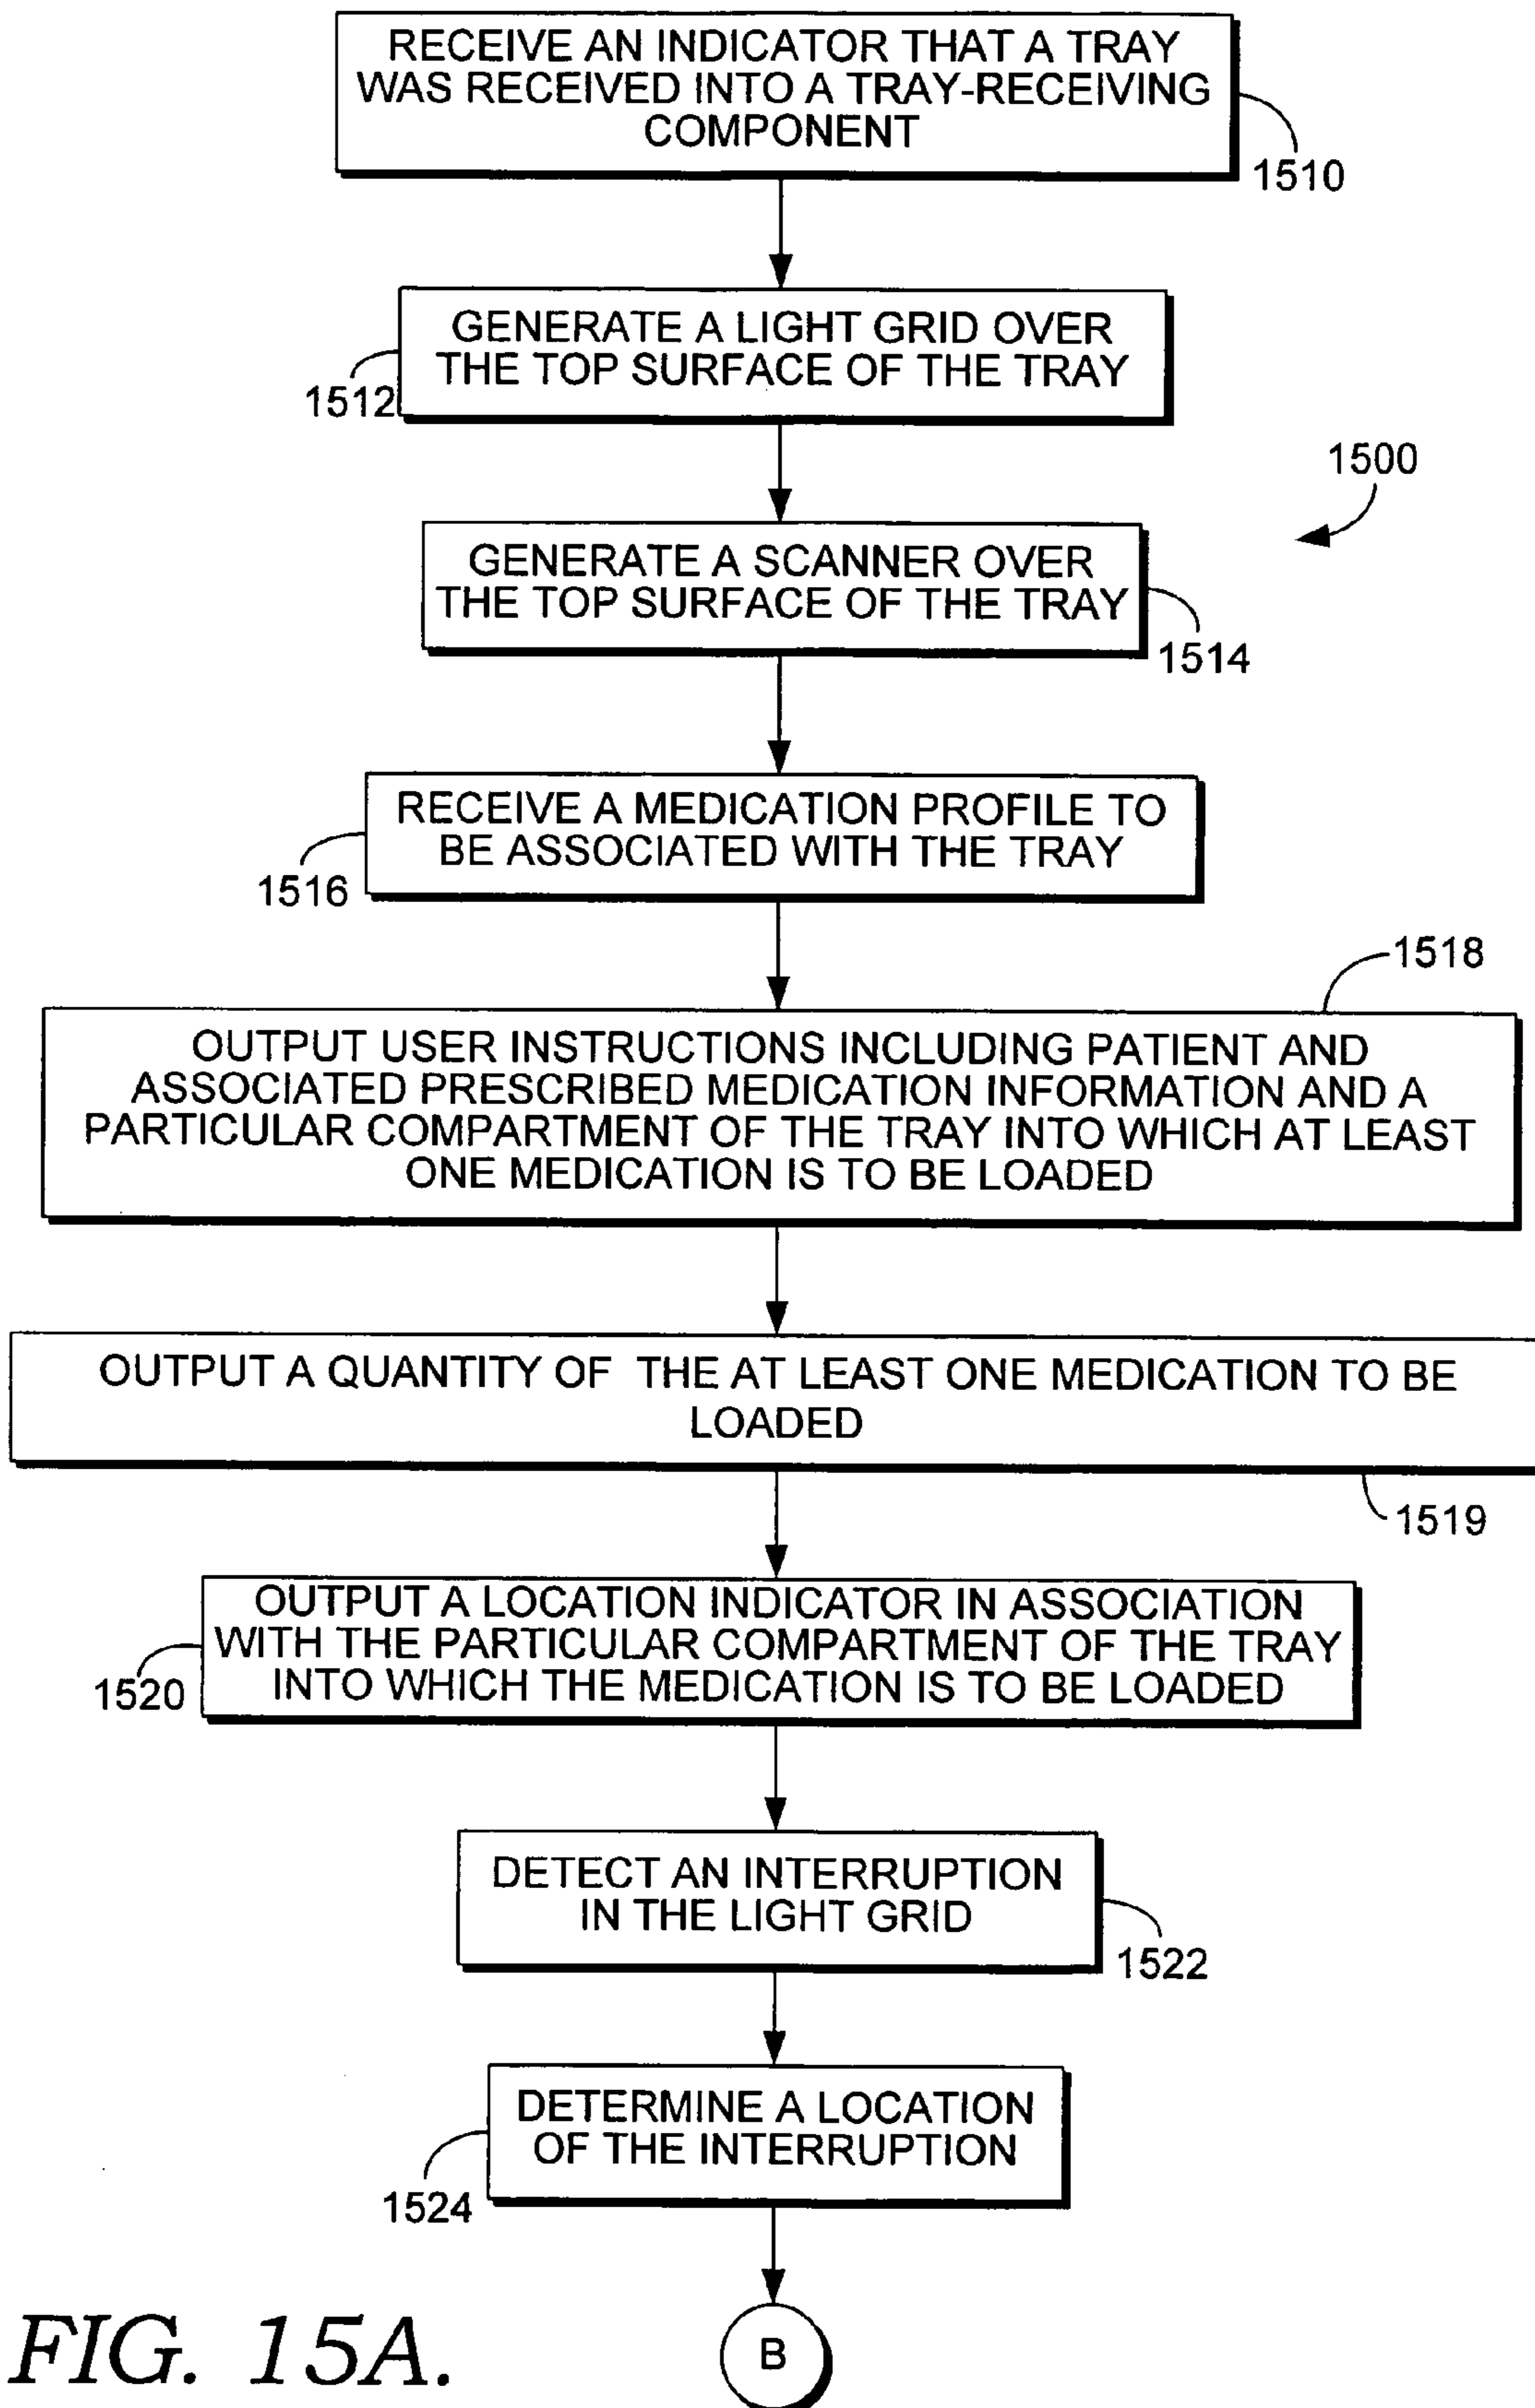 RECEIVE AN INDICATOR THAT A TRAY
WAS RECEIVED INTO A TRAY-RECEIVING
COMPONENT
1510
GENERATE A LIGHT GRID OVER
THE TOP SURFACE OF THE TRAY
1512
1500
GENERATE A SCANNER OVER
THE TOP SURFACE OF THE TRAY
1514
RECEIVE A MEDICATION PROFILE TO
BE ASSOCIATED WITH THE TRAY
1516
1518
OUTPUT USER INSTRUCTIONS INCLUDING PATIENT AND
ASSOCIATED PRESCRIBED MEDICATION INFORMATION AND A
PARTICULAR COMPARTMENT OF THE TRAY INTO WHICH AT LEAST
ONE MEDICATION IS TO BE LOADED
OUTPUT A QUANTITY OF THE AT LEAST ONE MEDICATION TO BE
LOADED
1519
OUTPUT A LOCATION INDICATOR IN ASSOCIATION
WITH THE PARTICULAR COMPARTMENT OF THE TRAY
INTO WHICH THE MEDICATION IS TO BE LOADED
1520
DETECT AN INTERRUPTION
IN THE LIGHT GRID
1522
DETERMINE A LOCATION
OF THE INTERRUPTION
1524
B
FIG. 15A.